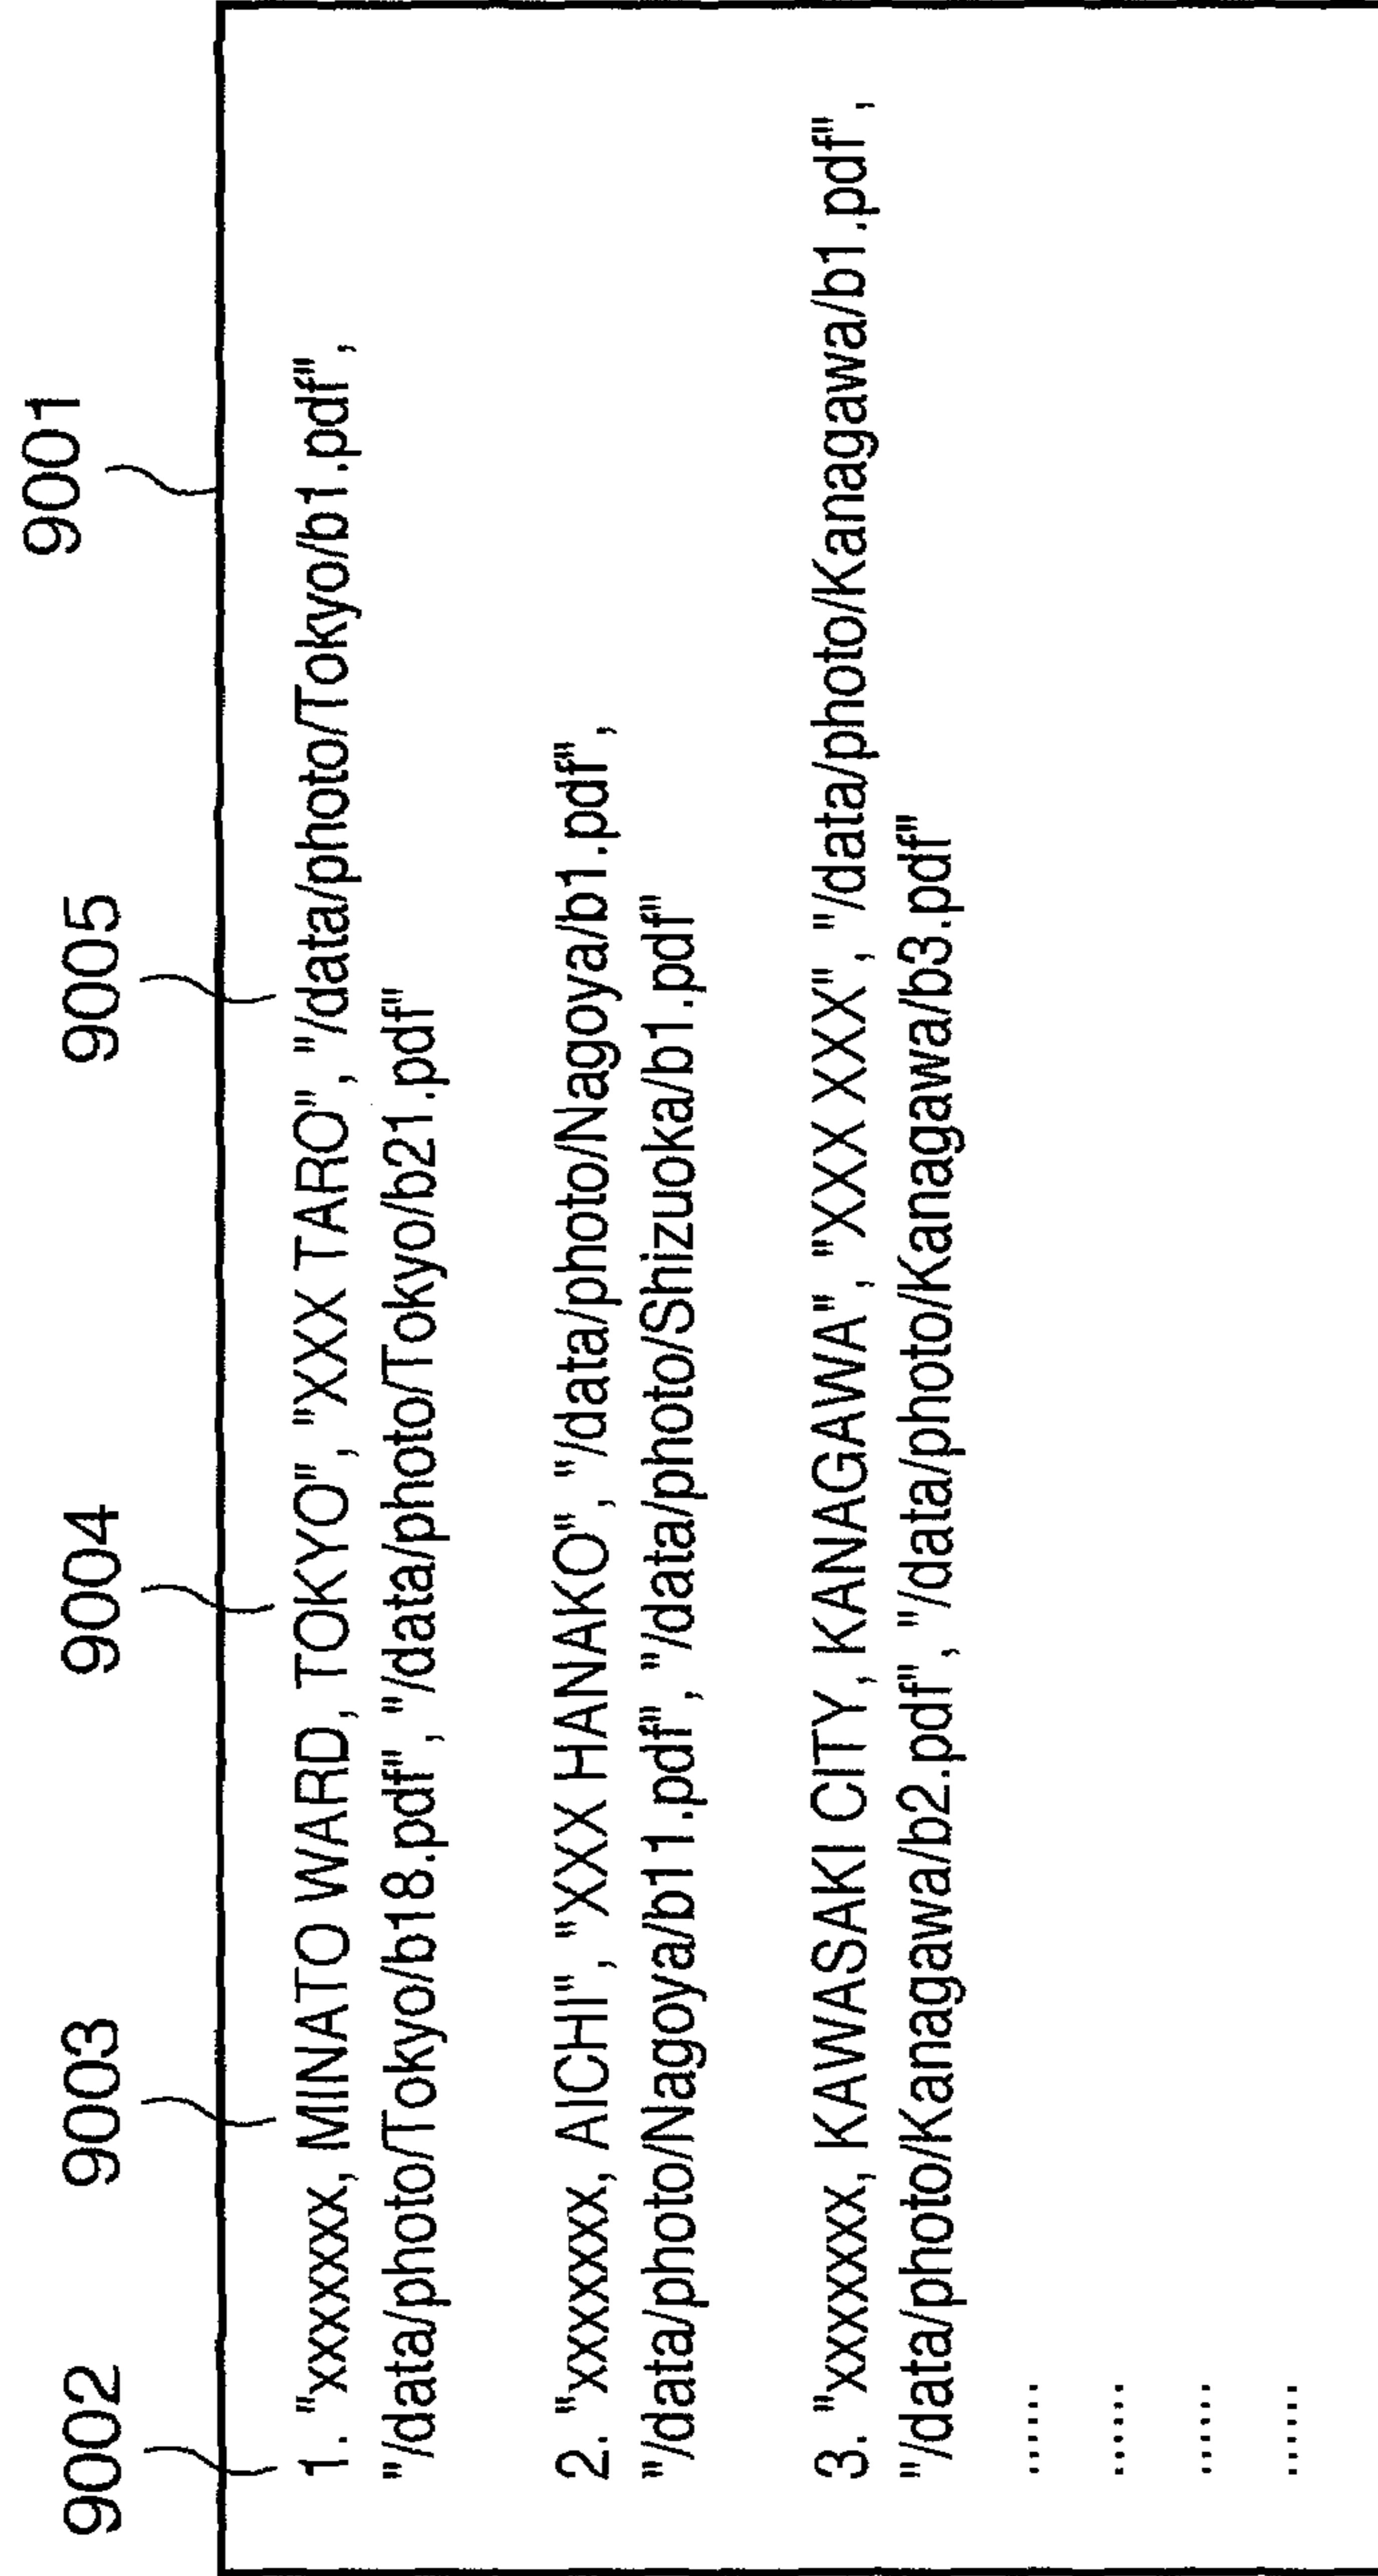 9001
9002 9003 9004 9005
1. "xxxxxx, MINATO WARD, TOKYO", "XXX TARO", "/data/photo/Tokyo/b1.pdf",
"/data/photo/Tokyo/b18.pdf", "/data/photo/Tokyo/b21.pdf"
2. "xxxxxx, AICHI", "XXX HANAKO", "/data/photo/Nagoya/b1.pdf",
"/data/photo/Nagoya/b11.pdf", "/data/photo/Shizuoka/b1.pdf"
3. "xxxxxx, KAWASAKI CITY, KANAGAWA", "XXX XXX", "/data/photo/Kanagawa/b1.pdf",
"/data/photo/Kanagawa/b2.pdf", "/data/photo/Kanagawa/b3.pdf"
......
......
......
......